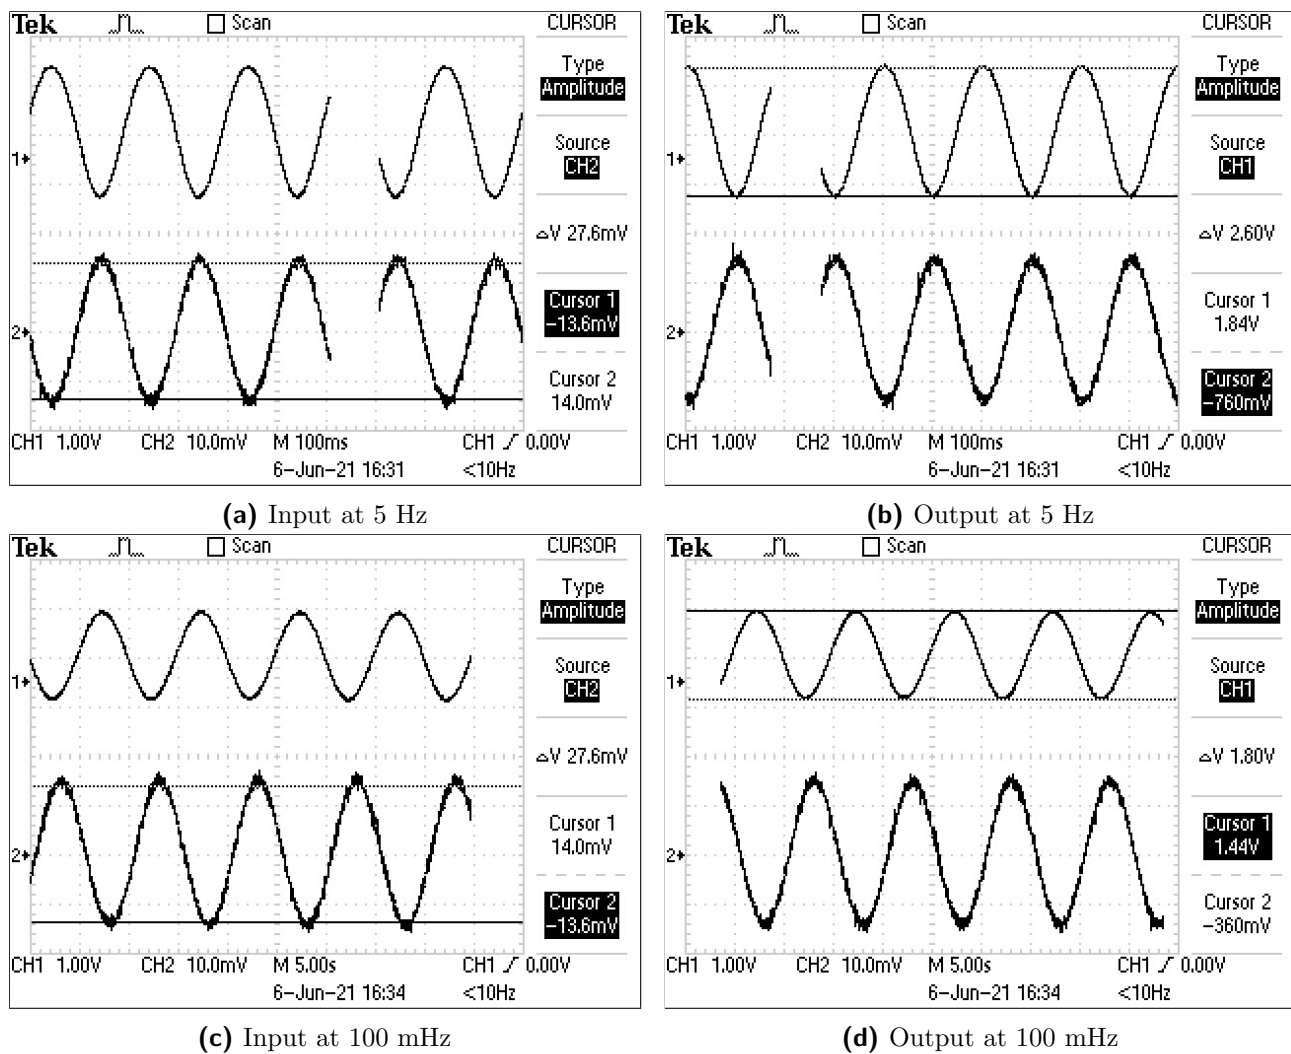 Tek Scan CURSOR
Type
Amplitude
Source
CH2
1
△V 27.6mV
Cursor 1
−13.6mV
2
Cursor 2
14.0mV
CH1 1.00V CH2 10.0mV M 100ms CH1 0.00V
6-Jun-21 16:31 <10Hz
(a) Input at 5 Hz
Tek Scan CURSOR
Type
Amplitude
Source
CH1
1
△V 2.60V
Cursor 1
1.84V
2
Cursor 2
−760mV
CH1 1.00V CH2 10.0mV M 100ms CH1 0.00V
6-Jun-21 16:31 <10Hz
(b) Output at 5 Hz
Tek Scan CURSOR
Type
Amplitude
Source
CH2
1
△V 27.6mV
Cursor 1
14.0mV
2
Cursor 2
−13.6mV
CH1 1.00V CH2 10.0mV M 5.00s CH1 0.00V
6-Jun-21 16:34 <10Hz
(c) Input at 100 mHz
Tek Scan CURSOR
Type
Amplitude
Source
CH1
1
△V 1.80V
Cursor 1
1.44V
2
Cursor 2
−360mV
CH1 1.00V CH2 10.0mV M 5.00s CH1 0.00V
6-Jun-21 16:34 <10Hz
(d) Output at 100 mHz